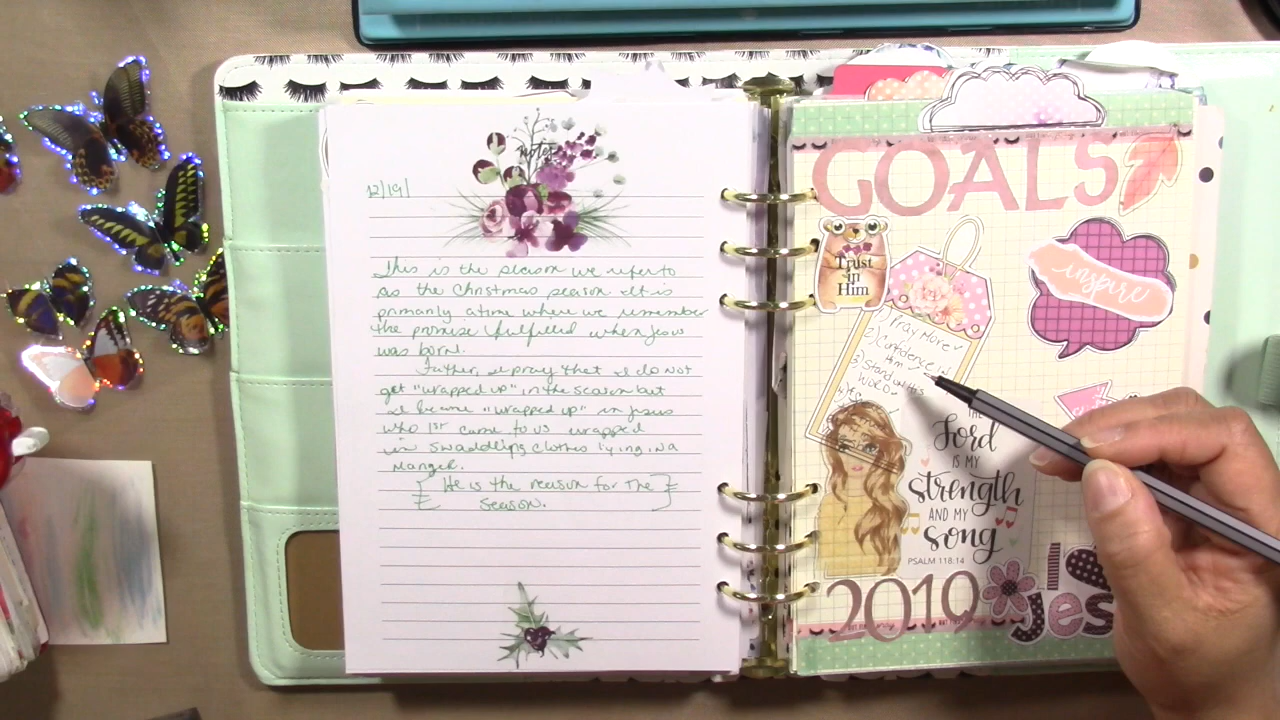 notes
12/19/
This is the season we refer to
as the Christmas season. It is
primarily a time where we remember
the promise fulfilled when Jesus
was born.
Father, I pray that I do not
get "wrapped up" in the season but
I become "wrapped up" in Jesus
who 1st came to us wrapped
in swaddling clothes lying in a
manger.
He is the reason for the
season.
GOALS
Trust
in
Him
inspire
1) Pray More
2) Confidence in
Him
3) Stand on His
WORD
THE
Lord
IS MY
strength
AND MY
song
PSALM 118:14
2019
I
jes